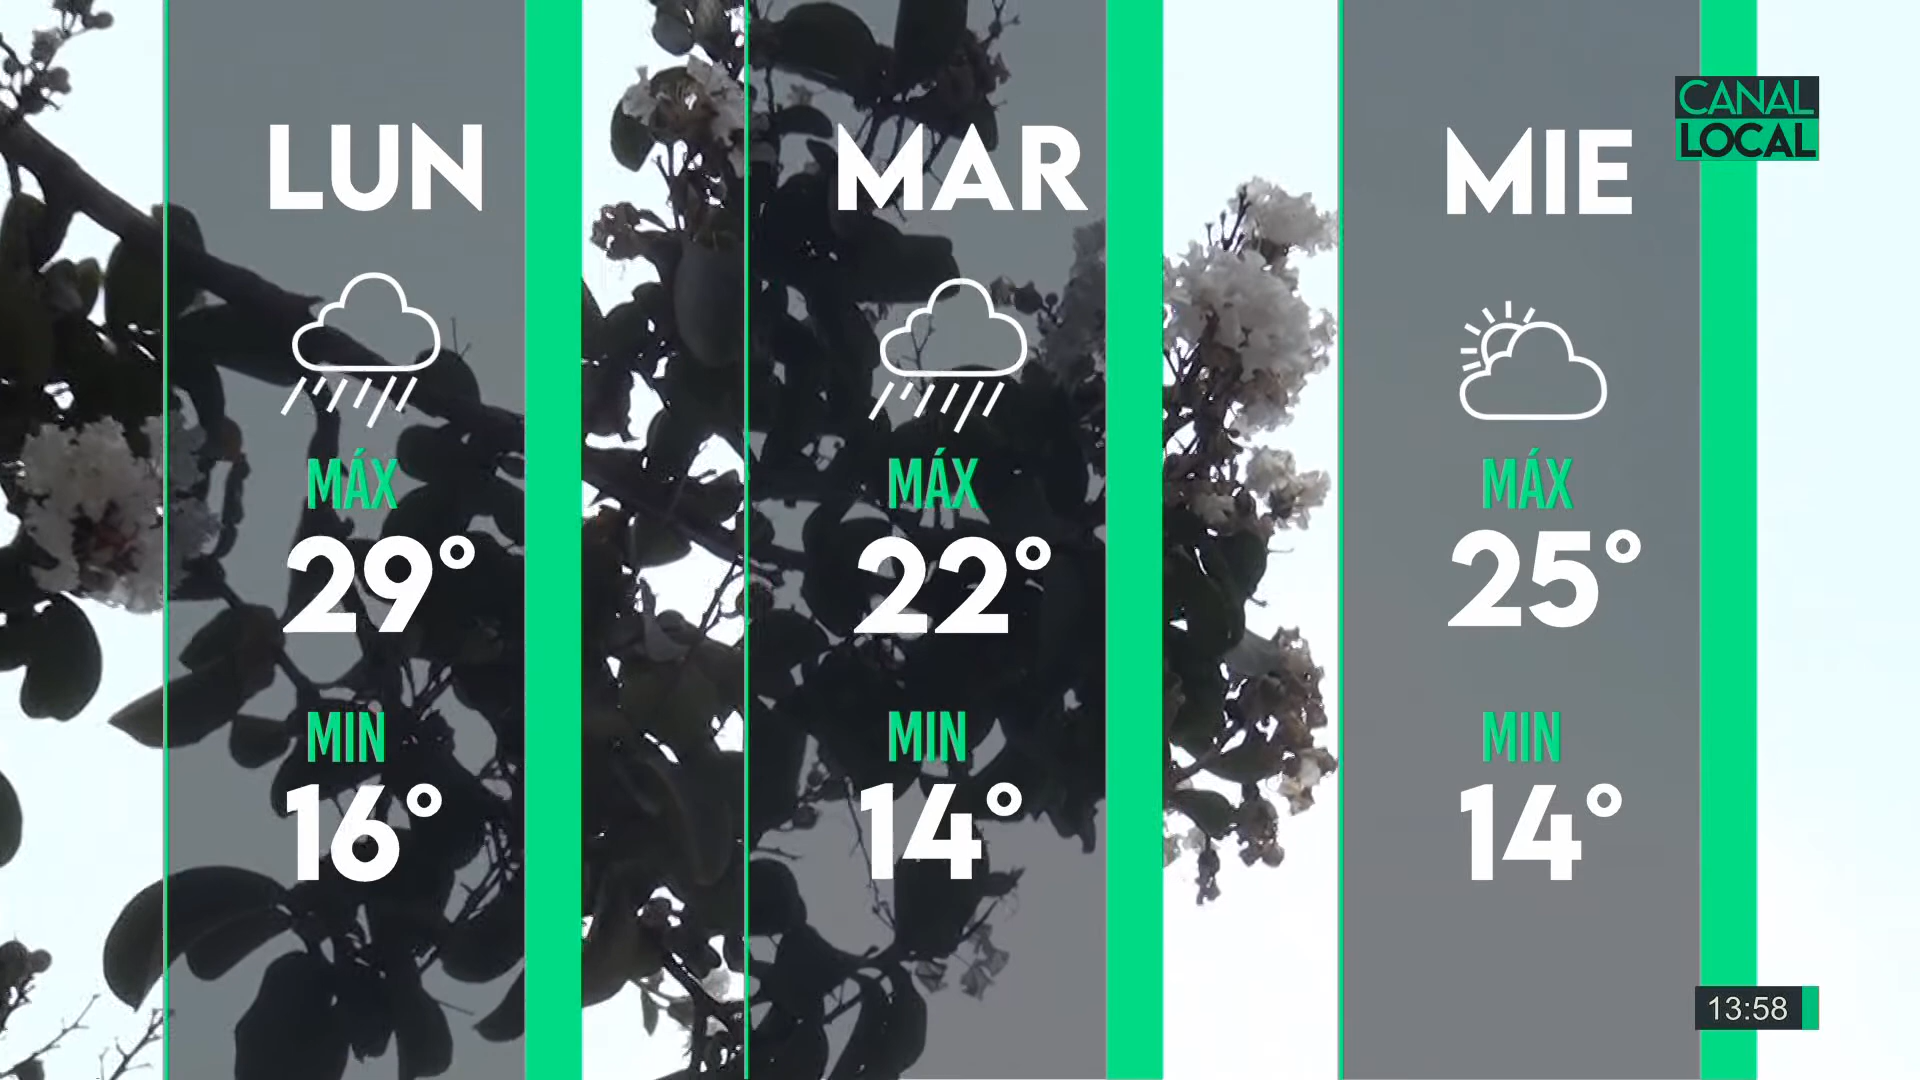 LUN
MÁX
29°
MIN
16°
MAR
MÁX
22°
MIN
14°
MIE
MÁX
25°
MIN
14°
CANAL
LOCAL
13:58